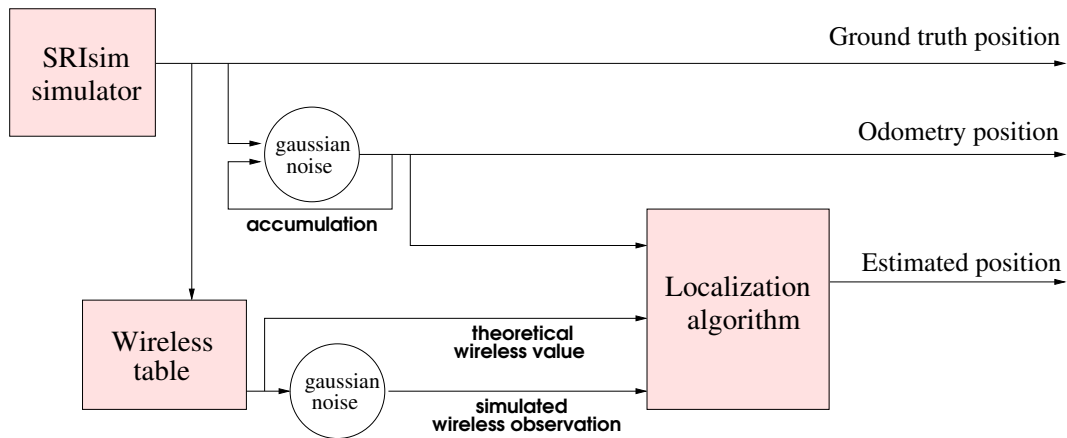 SRIsim
simulator
Ground truth position
gaussian
noise
Odometry position
accumulation
Localization
algorithm
Estimated position
Wireless
table
theoretical
wireless value
gaussian
noise
simulated
wireless observation